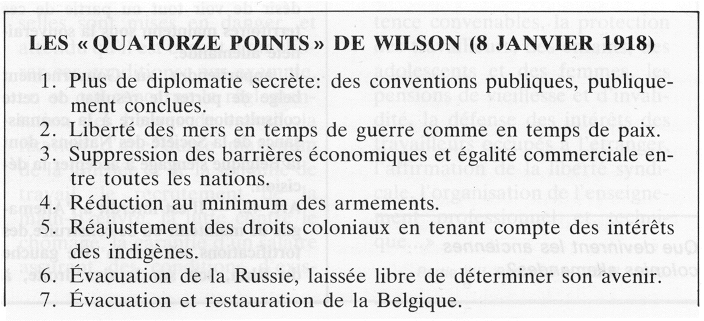 LES « QUATORZE POINTS » DE WILSON (8 JANVIER 1918)
1. Plus de diplomatie secrète: des conventions publiques, publique-
ment conclues.
2. Liberté des mers en temps de guerre comme en temps de paix.
3. Suppression des barrières économiques et égalité commerciale en-
tre toutes les nations.
4. Réduction au minimum des armements.
5. Réajustement des droits coloniaux en tenant compte des intérêts
des indigènes.
6. Évacuation de la Russie, laissée libre de déterminer son avenir.
7. Évacuation et restauration de la Belgique.